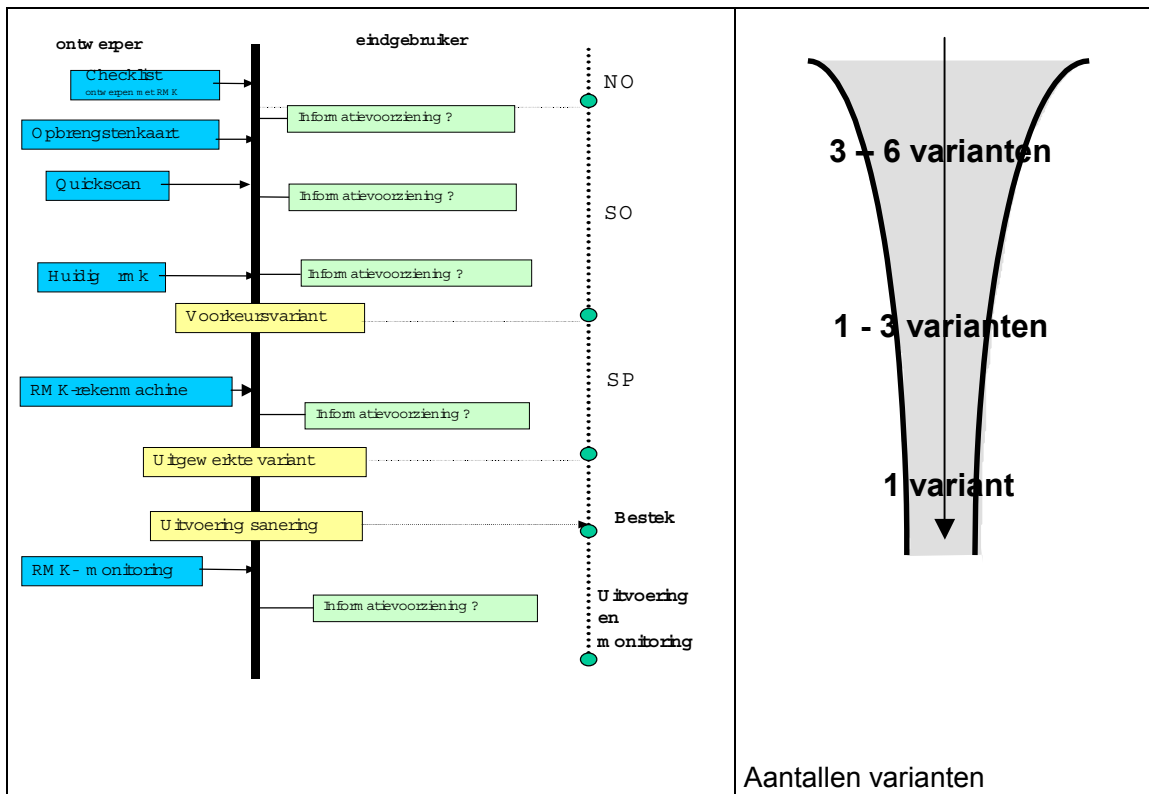 ontwerper
eindgebruiker
Checklist
ontwerpen met RMK
NO
Informatievoorziening ?
Opbrengstenkaart
Quickscan
Informatievoorziening ?
SO
Huidig rmk
Informatievoorziening ?
Voorkeursvariant
SP
RMK-rekenmachine
Informatievoorziening ?
Uitgewerkte variant
Uitvoering sanering
Bestek
RMK- monitoring
Informatievoorziening ?
Uitvoering
en
monitoring
3 – 6 varianten
1 - 3 varianten
1 variant
Aantallen varianten